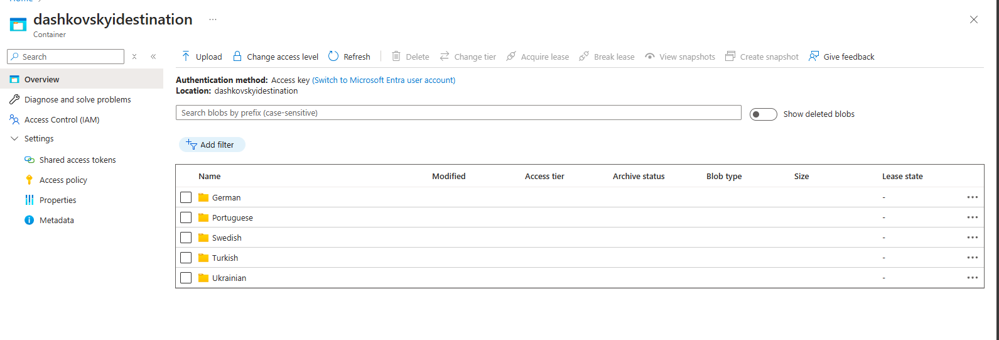 Home
dashkovskyidestination ...
Container
Search
Overview
Diagnose and solve problems
Access Control (IAM)
Settings
Shared access tokens
Access policy
Properties
Metadata
Upload Change access level Refresh Delete Change tier Acquire lease Break lease View snapshots Create snapshot Give feedback
Authentication method: Access key (Switch to Microsoft Entra user account)
Location: dashkovskyidestination
Search blobs by prefix (case-sensitive)
Show deleted blobs
Add filter
Name Modified Access tier Archive status Blob type Size Lease state
German -
Portuguese -
Swedish -
Turkish -
Ukrainian -